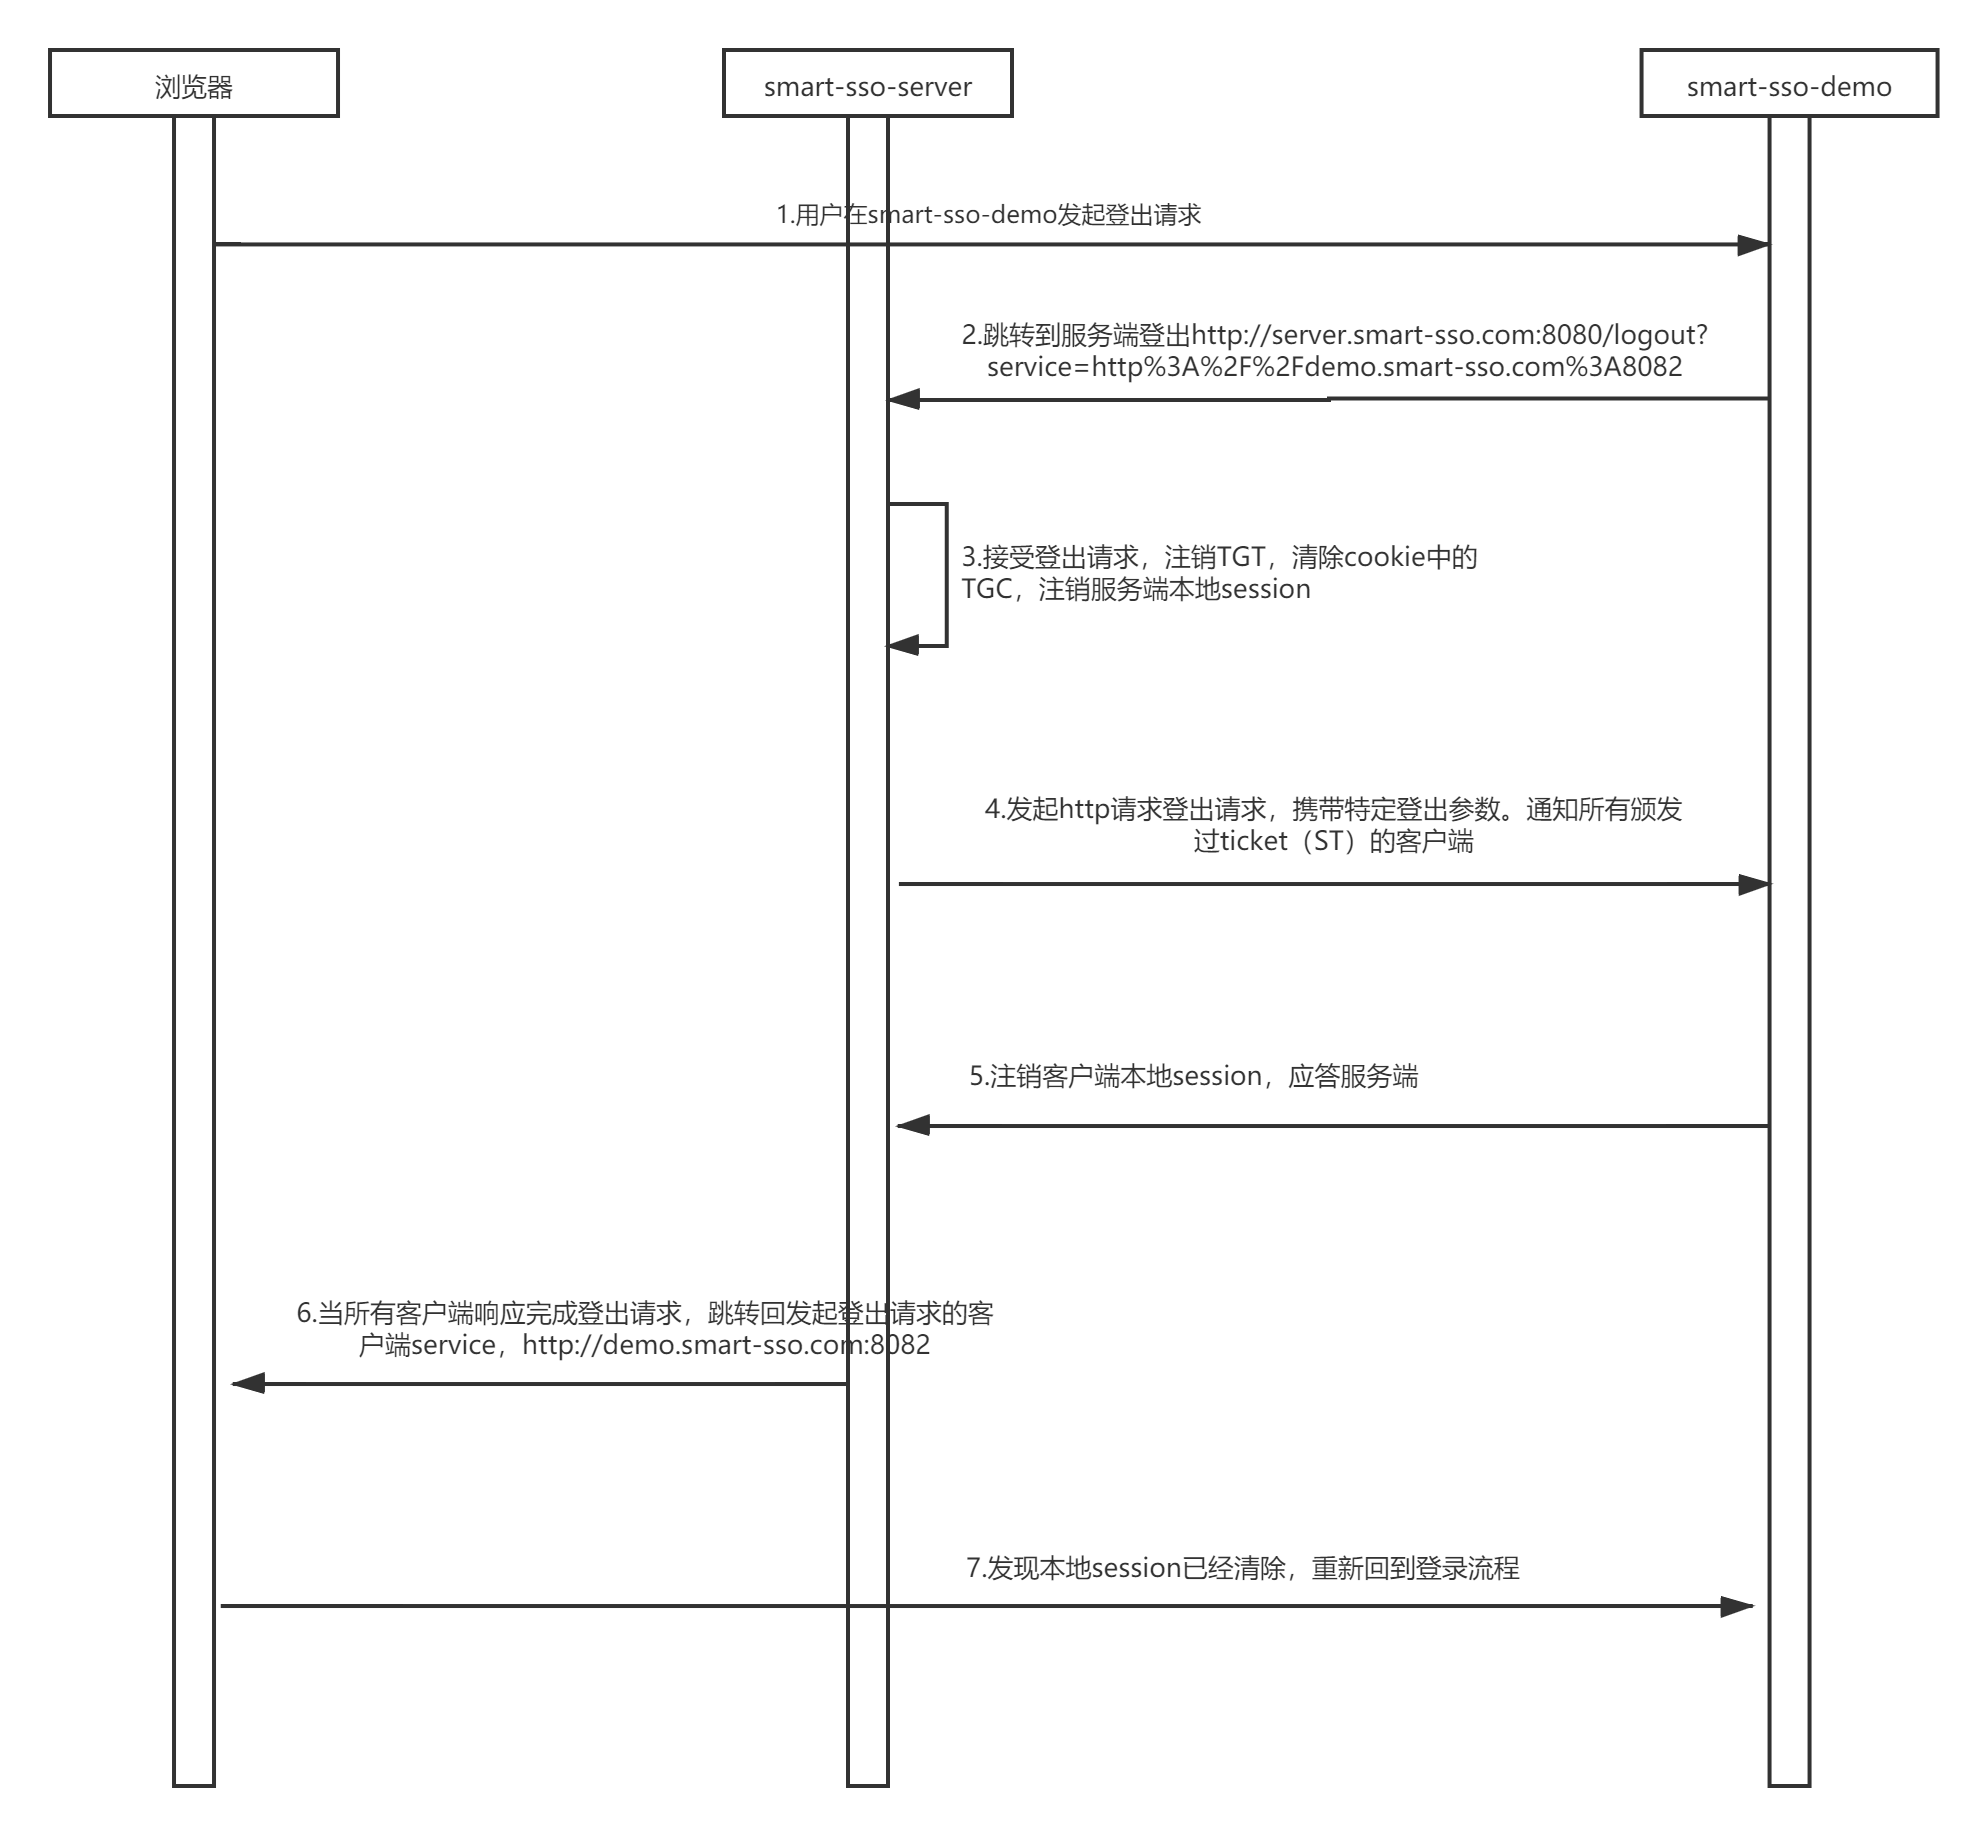 浏览器
smart-sso-server
smart-sso-demo
1.用户在smart-sso-demo发起登出请求
2.跳转到服务端登出http://server.smart-sso.com:8080/logout?
service=http%3A%2F%2Fdemo.smart-sso.com%3A8082
3.接受登出请求，注销TGT，清除cookie中的
TGC，注销服务端本地session
4.发起http请求登出请求，携带特定登出参数。通知所有颁发
过ticket（ST）的客户端
5.注销客户端本地session，应答服务端
6.当所有客户端响应完成登出请求，跳转回发起登出请求的客
户端service，http://demo.smart-sso.com:8082
7.发现本地session已经清除，重新回到登录流程